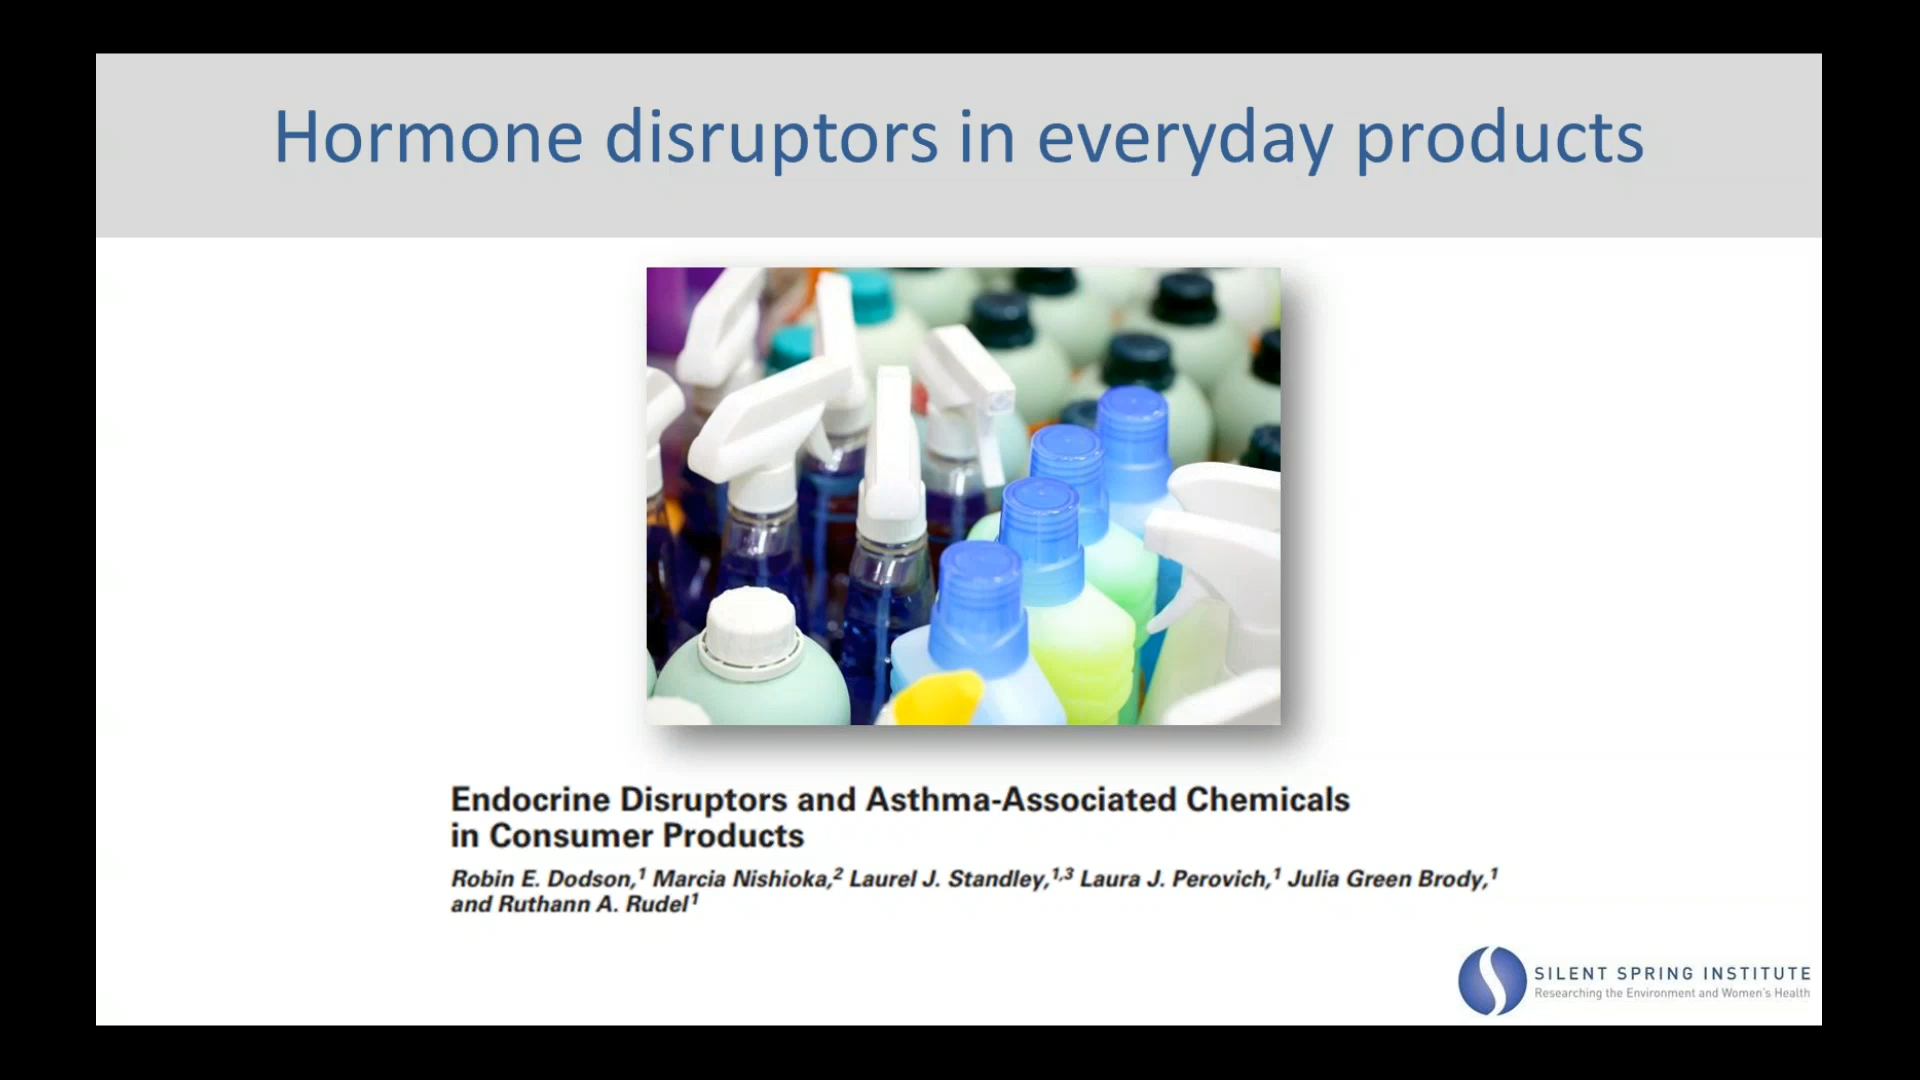 Hormone disruptors in everyday products
Endocrine Disruptors and Asthma-Associated Chemicals
in Consumer Products
Robin E. Dodson,¹ Marcia Nishioka,² Laurel J. Standley,¹,³ Laura J. Perovich,¹ Julia Green Brody,¹
and Ruthann A. Rudel¹
SILENT SPRING INSTITUTE
Researching the Environment and Women's Health